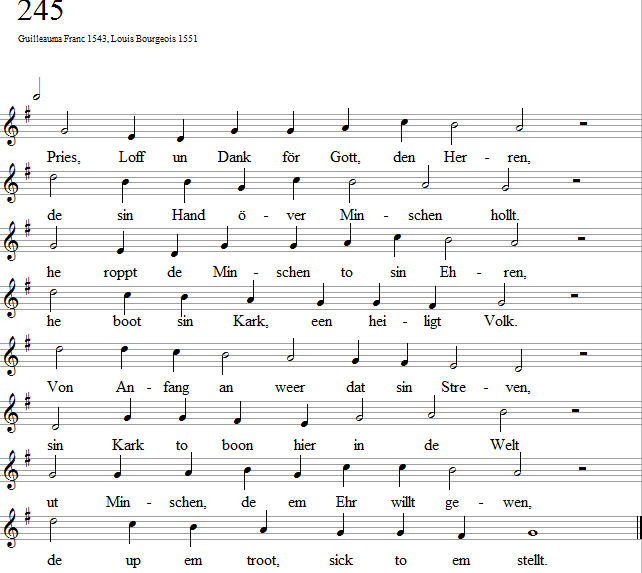 245
Guilleauma Franc 1543, Louis Bourgeois 1551
Pries, Loff un Dank för Gott, den Her - ren,
de sin Hand ö - ver Min - schen hollt.
he roppt de Min - schen to sin Eh - ren,
he boot sin Kark, een hei - ligt Volk.
Von An - fang an weer dat sin Stre - ven,
sin Kark to boon hier in de Welt
ut Min - schen, de em Ehr willt ge - wen,
de up em troot, sick to em stellt.